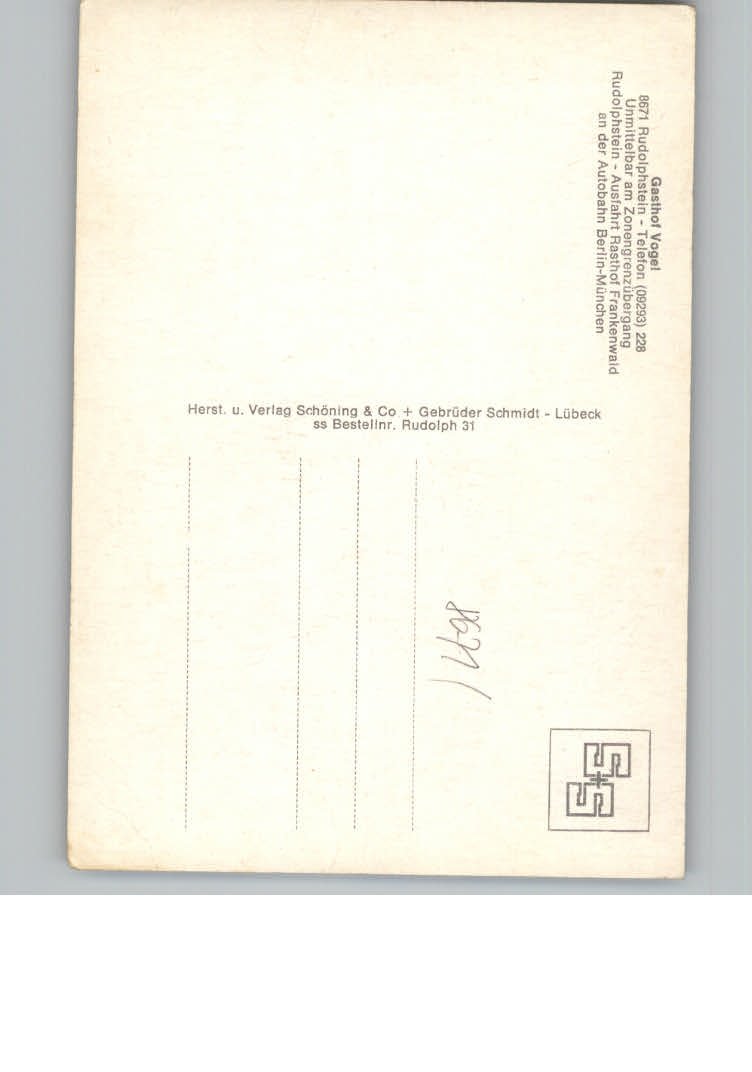 Gasthof Vogel
8671 Rudolphstein - Telefon (09293) 228
Unmittelbar am Zonengrenzübergang
Rudolphstein - Ausfahrt Rasthof Frankenwald
an der Autobahn Berlin-München
Herst. u. Verlag Schöning & Co + Gebrüder Schmidt - Lübeck
ss Bestellnr. Rudolph 31
8671
S+S